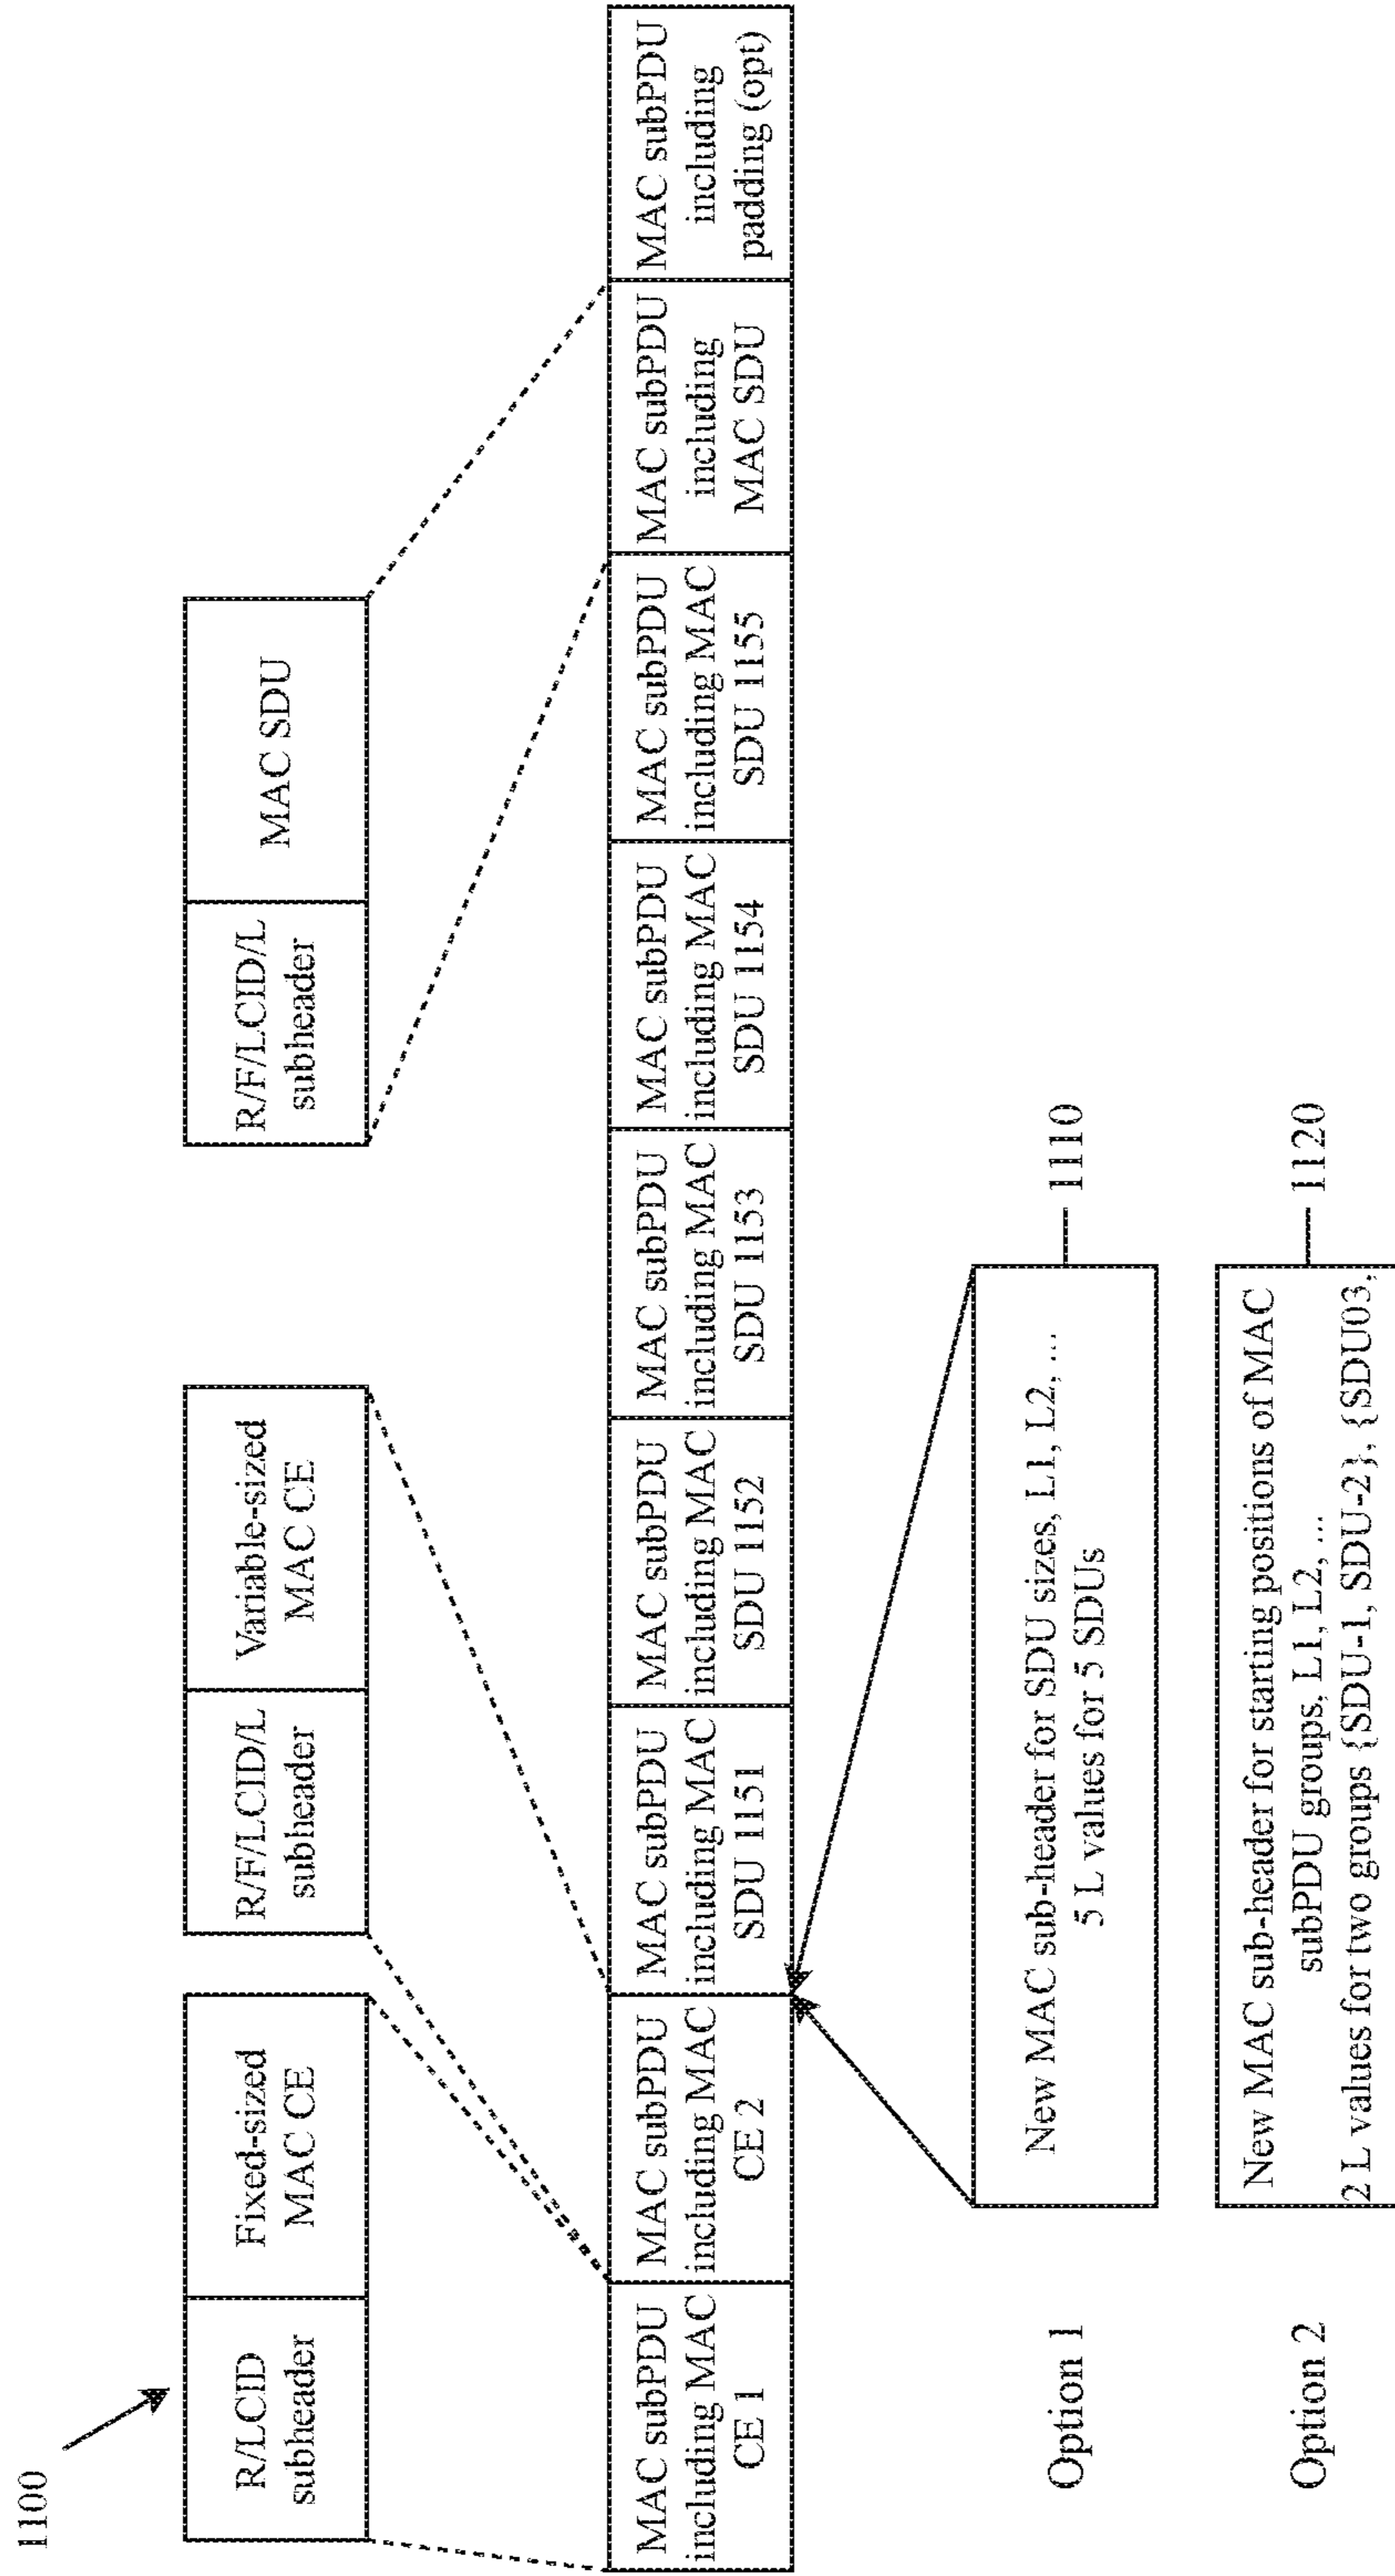 1100
R/LCID
subheader
Fixed-sized
MAC CE
R/F/LCID/L
subheader
Variable-sized
MAC CE
R/F/LCID/L
subheader
MAC SDU
MAC subPDU
including MAC
CE 1
MAC subPDU
including MAC
CE 2
MAC subPDU
including MAC
SDU 1151
MAC subPDU
including MAC
SDU 1152
MAC subPDU
including MAC
SDU 1153
MAC subPDU
including MAC
SDU 1154
MAC subPDU
including MAC
SDU 1155
MAC subPDU
including
MAC SDU
MAC subPDU
including
padding (opt)
Option 1
New MAC sub-header for SDU sizes, L1, L2, ...
5 L values for 5 SDUs
1110
Option 2
New MAC sub-header for starting positions of MAC
subPDU groups, L1, L2, ...
2 L values for two groups {SDU-1, SDU-2}, {SDU03,
1120